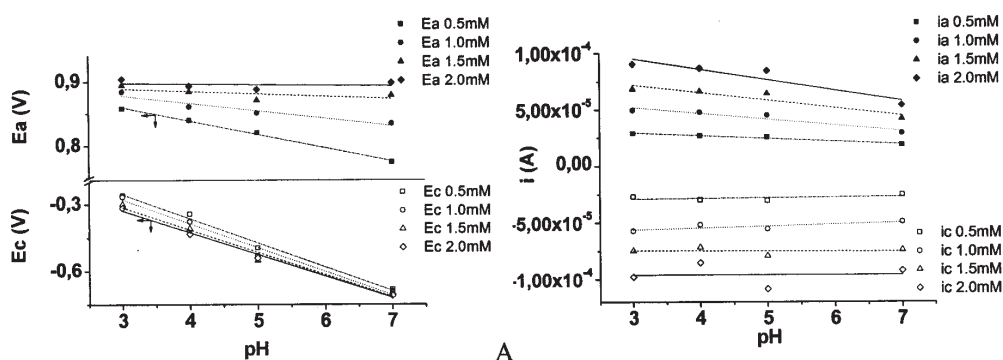 Ea 0.5mM
Ea 1.0mM
Ea 1.5mM
Ea 2.0mM
0,9
0,8
Ea (V)
Ec 0.5mM
Ec 1.0mM
Ec 1.5mM
Ec 2.0mM
-0,3
-0,6
Ec (V)
3 4 5 6 7
pH
A
ia 0.5mM
ia 1.0mM
ia 1.5mM
ia 2.0mM
1,00x10-4
5,00x10-5
0,00
-5,00x10-5
-1,00x10-4
i (A)
ic 0.5mM
ic 1.0mM
ic 1.5mM
ic 2.0mM
3 4 5 6 7
pH